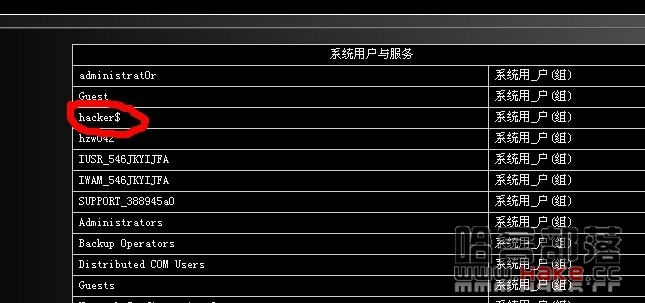 系统用户与服务
administrat0r 系统用_户(组)
Guest 系统用_户(组)
hacker$ 系统用_户(组)
hzw042 系统用_户(组)
IUSR_546JKYIJFA 系统用_户(组)
IWAM_546JKYIJFA 系统用_户(组)
SUPPORT_388945a0 系统用_户(组)
Administrators 系统用_户(组)
Backup Operators 系统用_户(组)
Distributed COM Users 系统用_户(组)
Guests 系统用_户(组)
哈客部落
www.Hake.cc